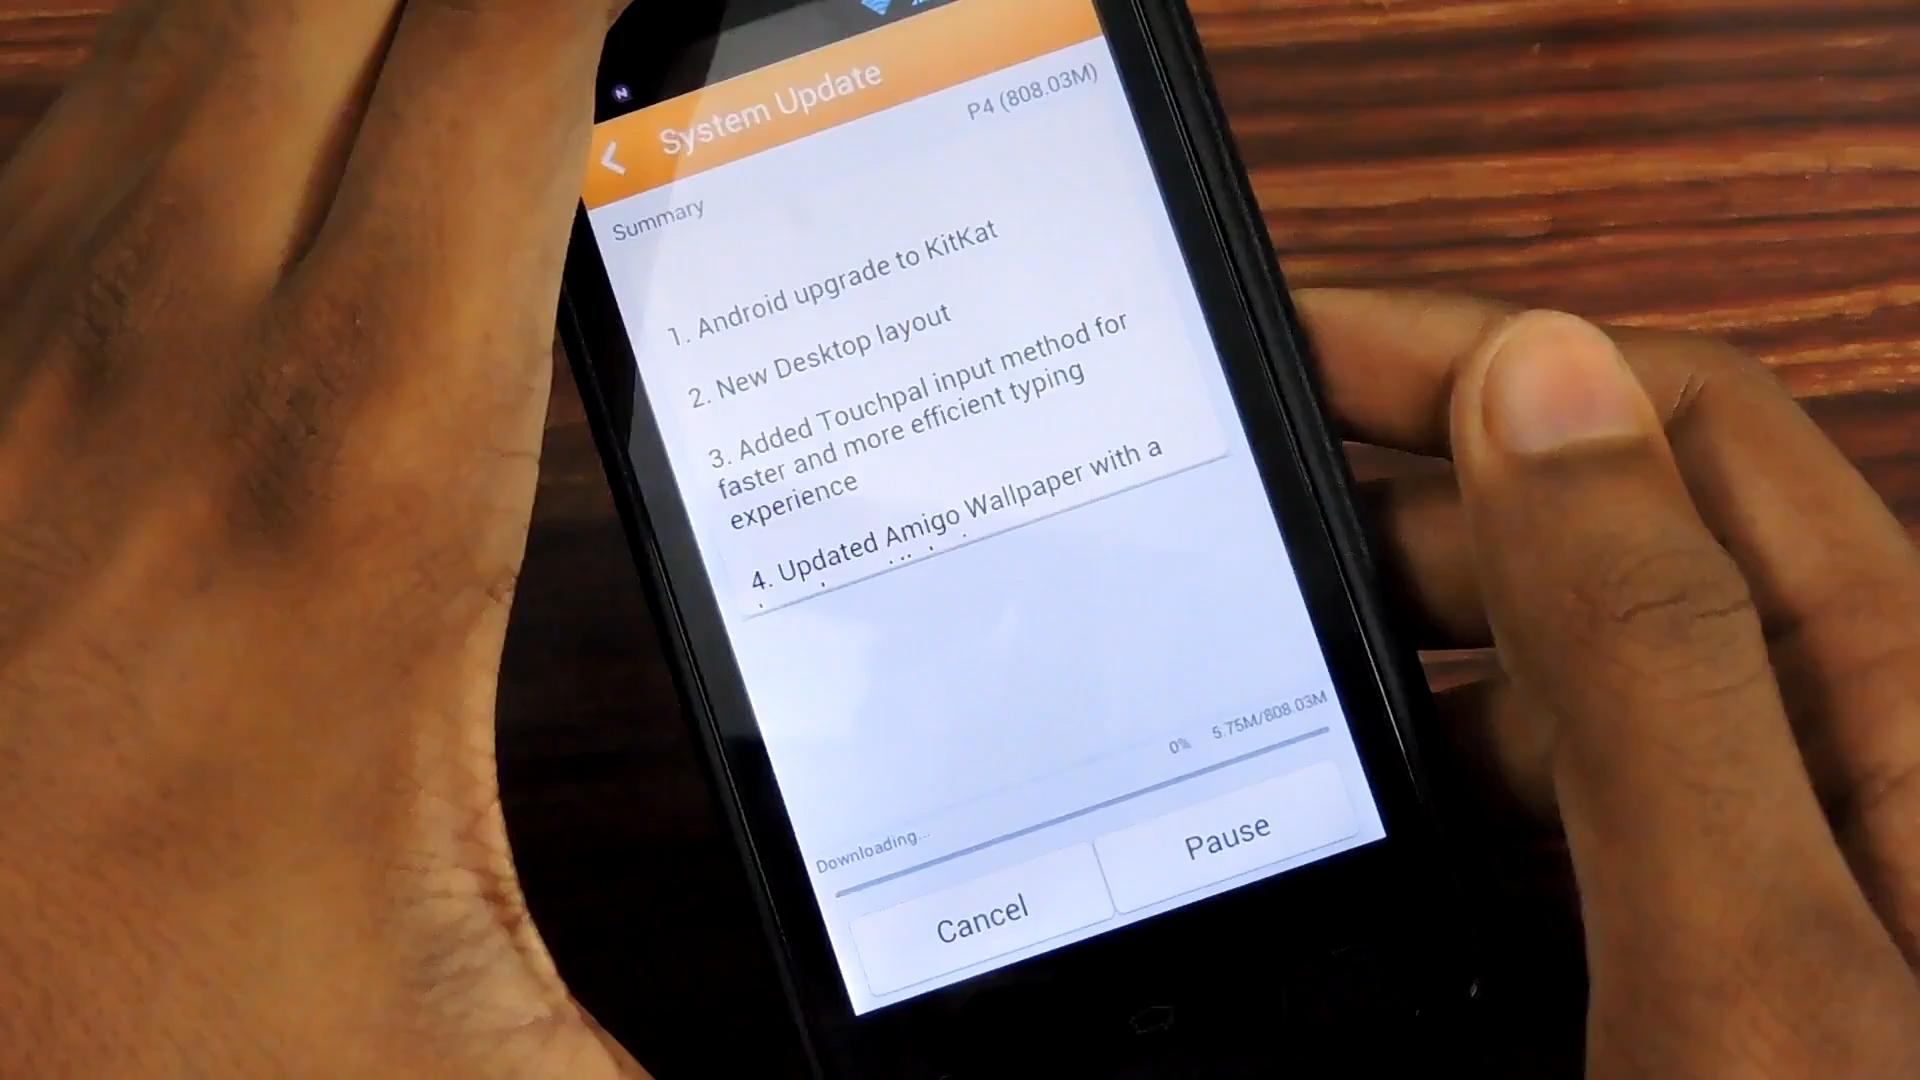 N
System Update
P4 (808.03M)
Summary
1. Android upgrade to KitKat
2. New Desktop layout
3. Added Touchpal input method for
faster and more efficient typing
experience
4. Updated Amigo Wallpaper with a
0% 5.75M/808.03M
Downloading...
Cancel
Pause